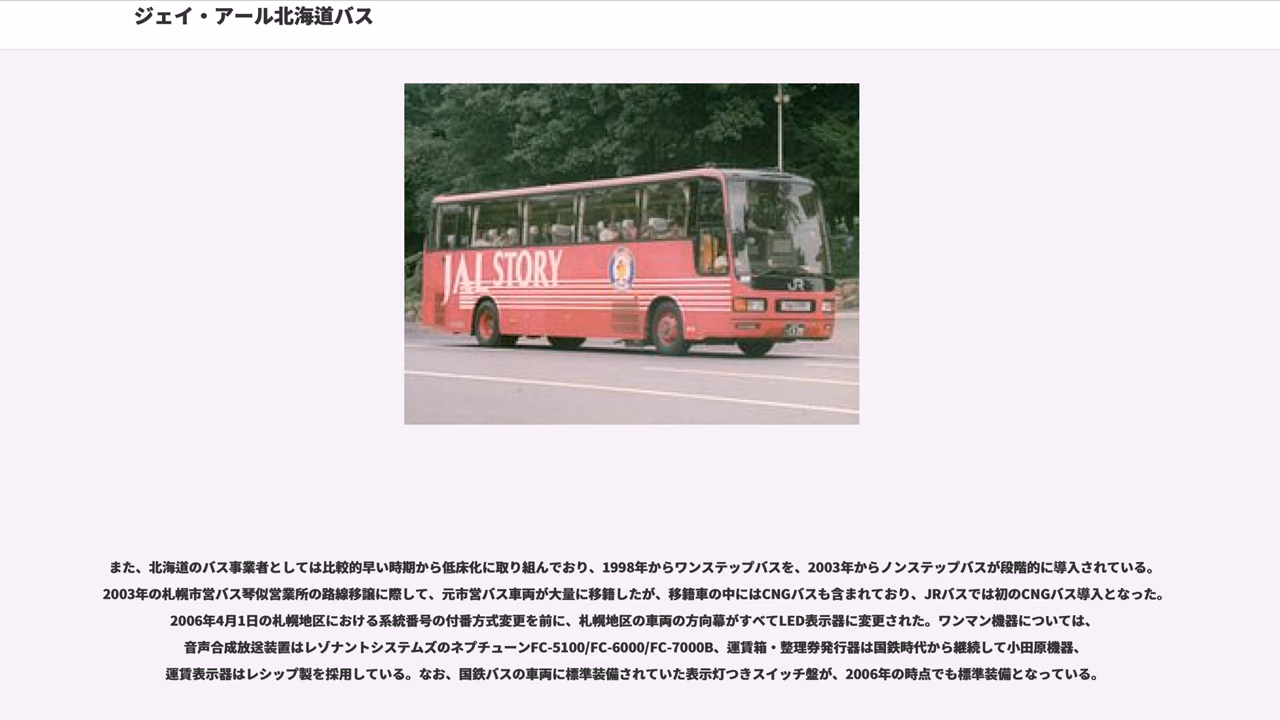 ジェイ・アール北海道バス
JAL STORY
JR
また、北海道のバス事業者としては比較的早い時期から低床化に取り組んでおり、1998年からワンステップバスを、2003年からノンステップバスが段階的に導入されている。
2003年の札幌市営バス琴似営業所の路線移譲に際して、元市営バス車両が大量に移籍したが、移籍車の中にはCNGバスも含まれており、JRバスでは初のCNGバス導入となった。
2006年4月1日の札幌地区における系統番号の付番方式変更を前に、札幌地区の車両の方向幕がすべてLED表示器に変更された。ワンマン機器については、
音声合成放送装置はレゾナントシステムズのネプチューンFC-5100/FC-6000/FC-7000B、運賃箱・整理券発行器は国鉄時代から継続して小田原機器、
運賃表示器はレシップ製を採用している。なお、国鉄バスの車両に標準装備されていた表示灯つきスイッチ盤が、2006年の時点でも標準装備となっている。